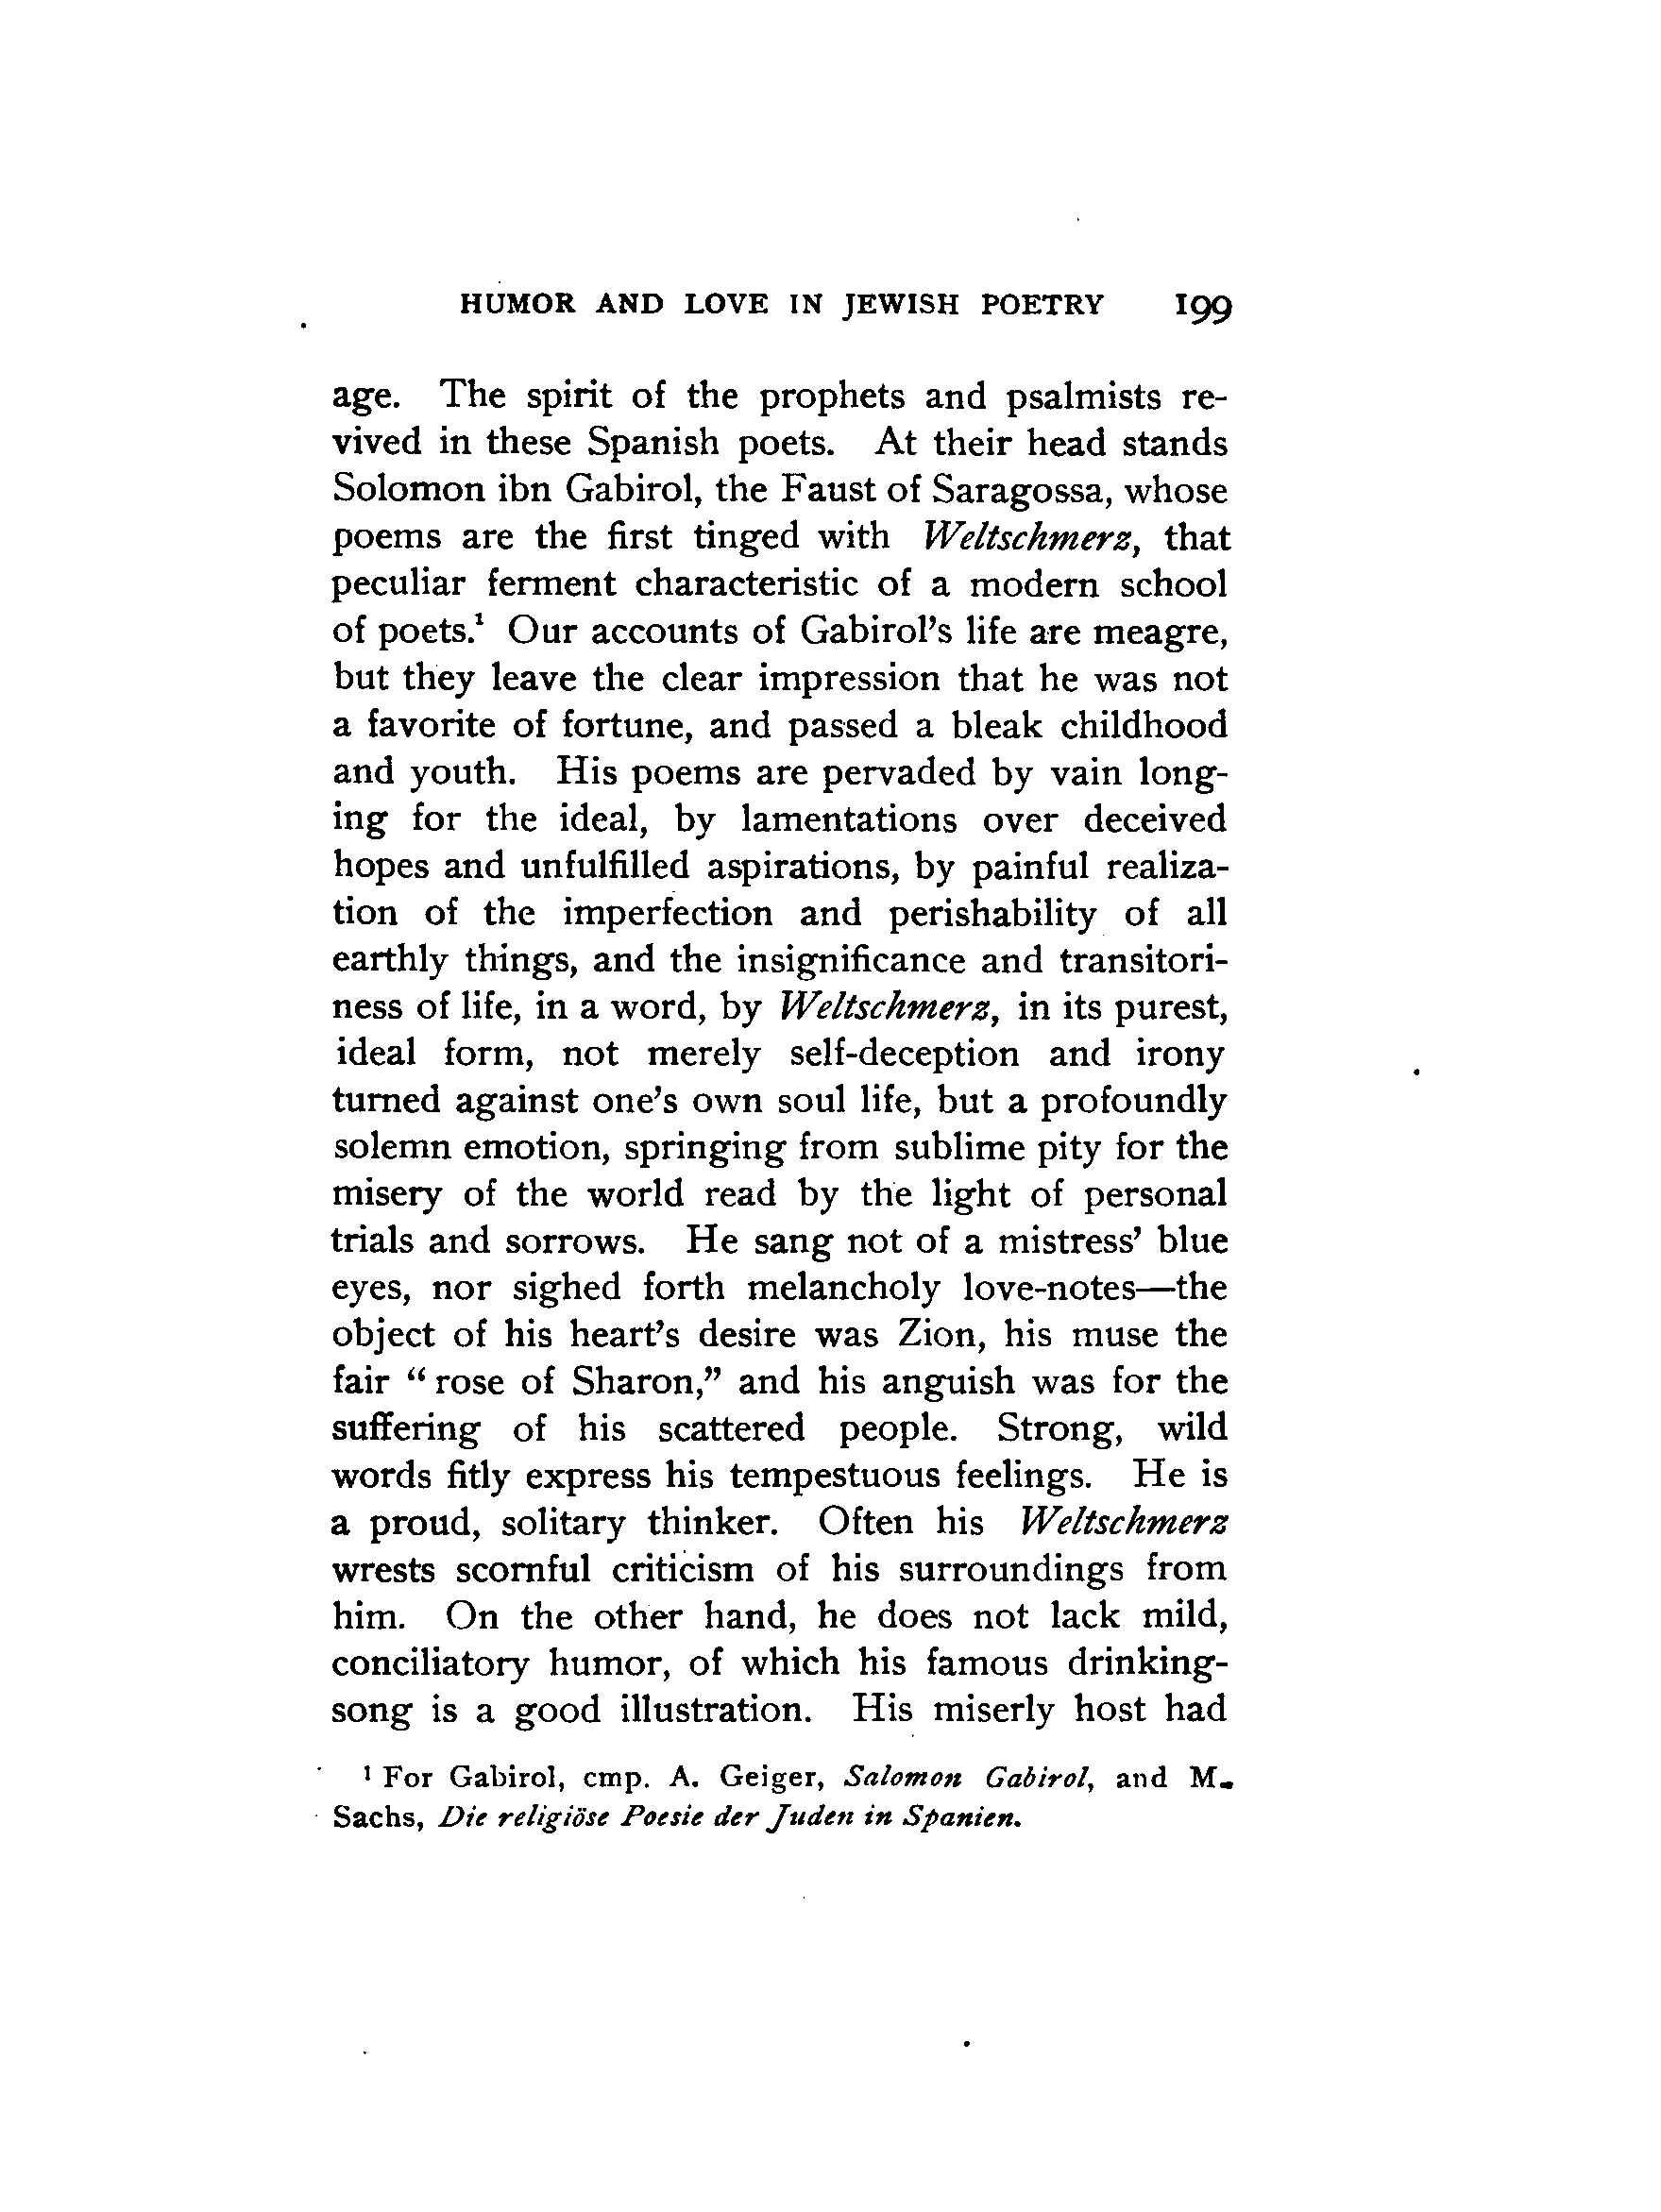 HUMOR AND LOVE IN JEWISH POETRY 199
age. The spirit of the prophets and psalmists re-
vived in these Spanish poets. At their head stands
Solomon ibn Gabirol, the Faust of Saragossa, whose
poems are the first tinged with Weltschmerz, that
peculiar ferment characteristic of a modern school
of poets.¹ Our accounts of Gabirol's life are meagre,
but they leave the clear impression that he was not
a favorite of fortune, and passed a bleak childhood
and youth. His poems are pervaded by vain long-
ing for the ideal, by lamentations over deceived
hopes and unfulfilled aspirations, by painful realiza-
tion of the imperfection and perishability of all
earthly things, and the insignificance and transitori-
ness of life, in a word, by Weltschmerz, in its purest,
ideal form, not merely self-deception and irony
turned against one's own soul life, but a profoundly
solemn emotion, springing from sublime pity for the
misery of the world read by the light of personal
trials and sorrows. He sang not of a mistress' blue
eyes, nor sighed forth melancholy love-notes—the
object of his heart's desire was Zion, his muse the
fair "rose of Sharon," and his anguish was for the
suffering of his scattered people. Strong, wild
words fitly express his tempestuous feelings. He is
a proud, solitary thinker. Often his Weltschmerz
wrests scornful criticism of his surroundings from
him. On the other hand, he does not lack mild,
conciliatory humor, of which his famous drinking-
song is a good illustration. His miserly host had
¹ For Gabirol, cmp. A. Geiger, Salomon Gabirol, and M.
Sachs, Die religiöse Poesie der Juden in Spanien.